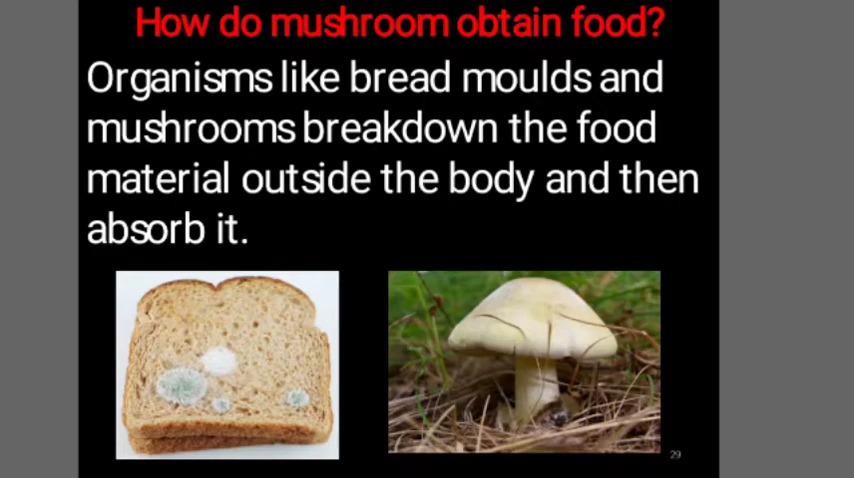 How do mushroom obtain food?
Organisms like bread moulds and
mushrooms breakdown the food
material outside the body and then
absorb it.
29